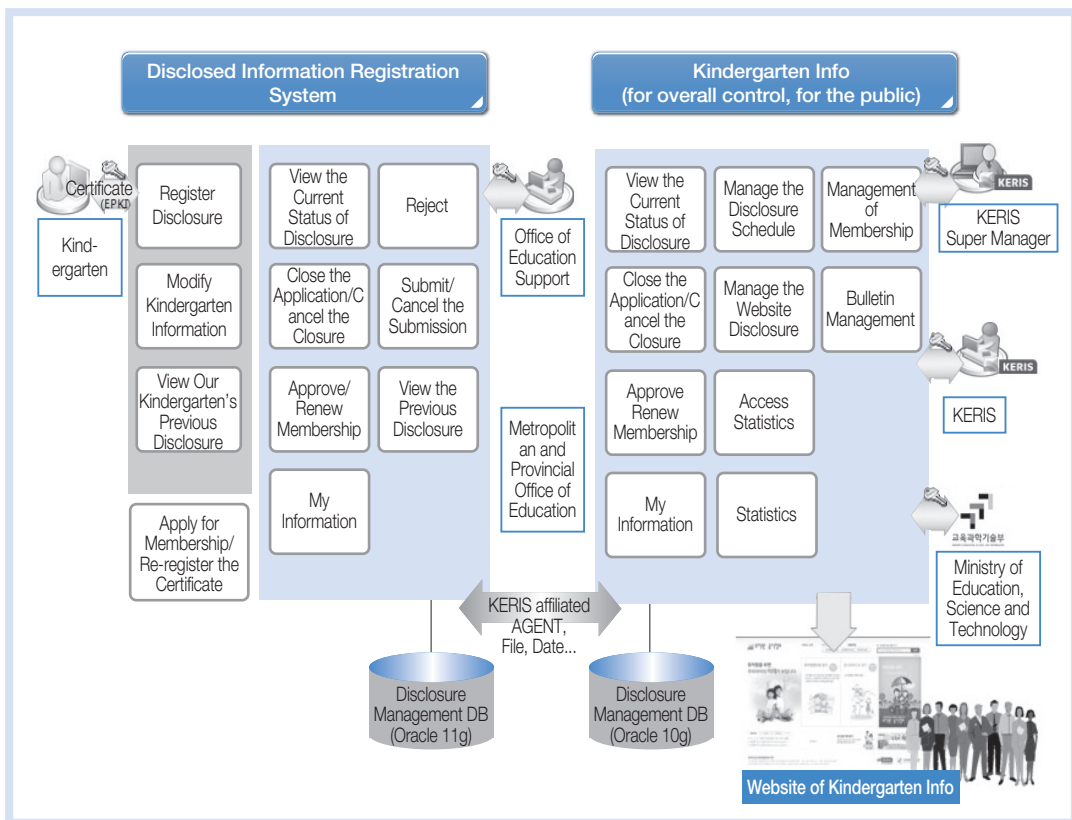 Disclosed Information Registration
System
Kindergarten Info
(for overall control, for the public)
Certificate
(EPKI)
Kind-
ergarten
Register
Disclosure
Modify
Kindergarten
Information
View Our
Kindergarten's
Previous
Disclosure
Apply for
Membership/
Re-register the
Certificate
View the
Current
Status of
Disclosure
Reject
Close the
Application/C
ancel the
Closure
Submit/
Cancel the
Submission
Approve/
Renew
Membership
View the
Previous
Disclosure
My
Information
Office of
Education
Support
Metropolit
an and
Provincial
Office of
Education
View the
Current
Status of
Disclosure
Manage the
Disclosure
Schedule
Management
of
Membership
Close the
Application/C
ancel the
Closure
Manage the
Website
Disclosure
Bulletin
Management
Approve
Renew
Membership
Access
Statistics
My
Information
Statistics
KERIS
KERIS
Super Manager
KERIS
KERIS
교육과학기술부
Ministry of
Education,
Science and
Technology
KERIS affiliated
AGENT,
File, Date...
Disclosure
Management DB
(Oracle 11g)
Disclosure
Management DB
(Oracle 10g)
Website of Kindergarten Info